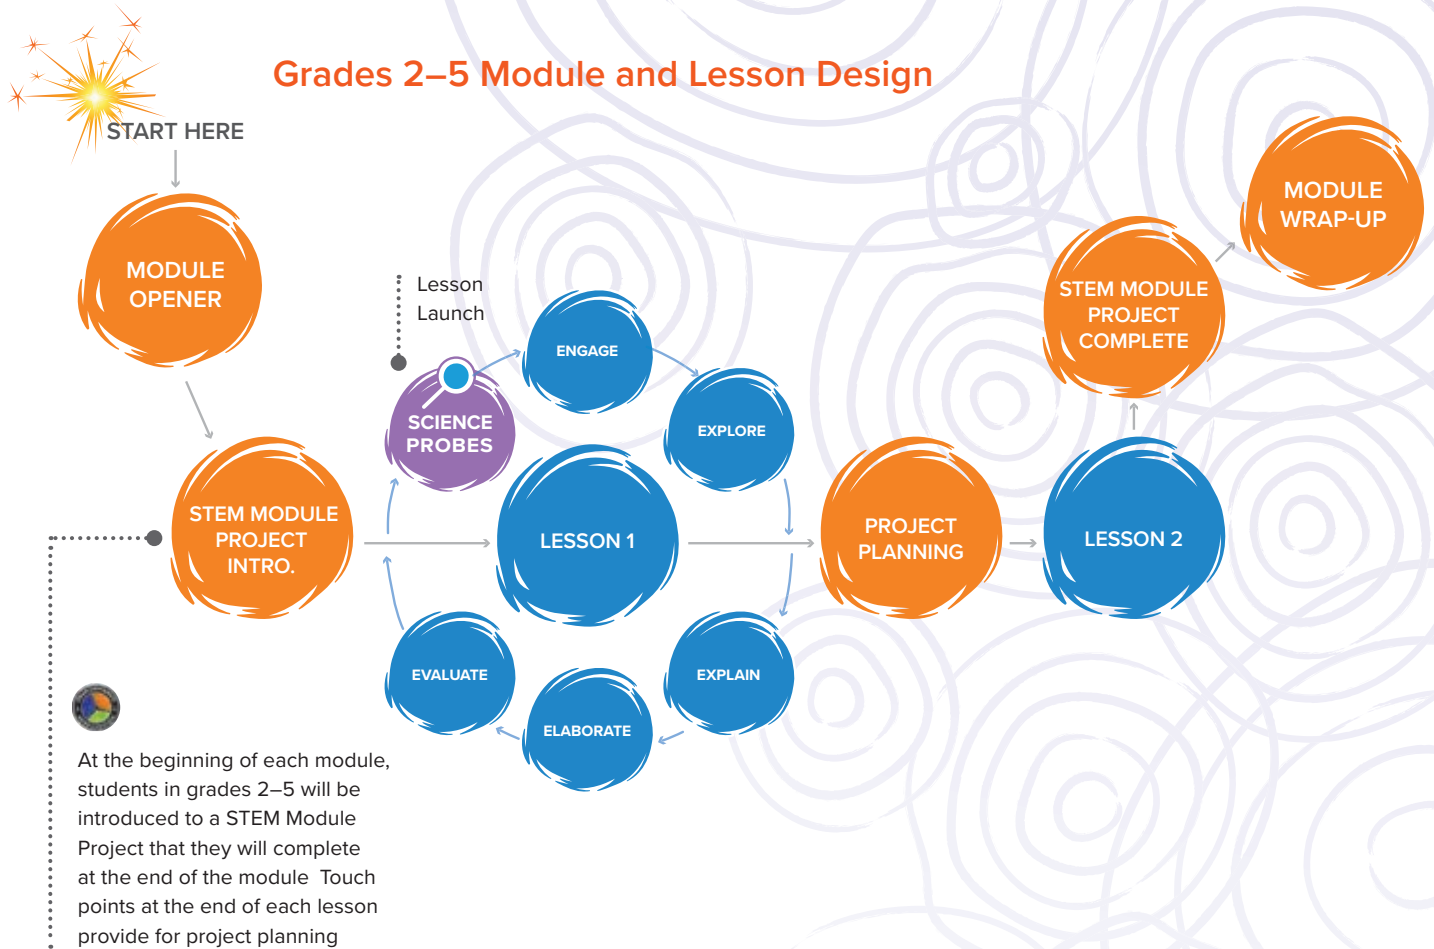 Grades 2–5 Module and Lesson Design
START HERE
MODULE
OPENER
STEM MODULE
PROJECT
INTRO.
Lesson
Launch
SCIENCE
PROBES
ENGAGE
EXPLORE
LESSON 1
EXPLAIN
ELABORATE
EVALUATE
PROJECT
PLANNING
LESSON 2
STEM MODULE
PROJECT
COMPLETE
MODULE
WRAP-UP
At the beginning of each module,
students in grades 2–5 will be
introduced to a STEM Module
Project that they will complete
at the end of the module  Touch
points at the end of each lesson
provide for project planning